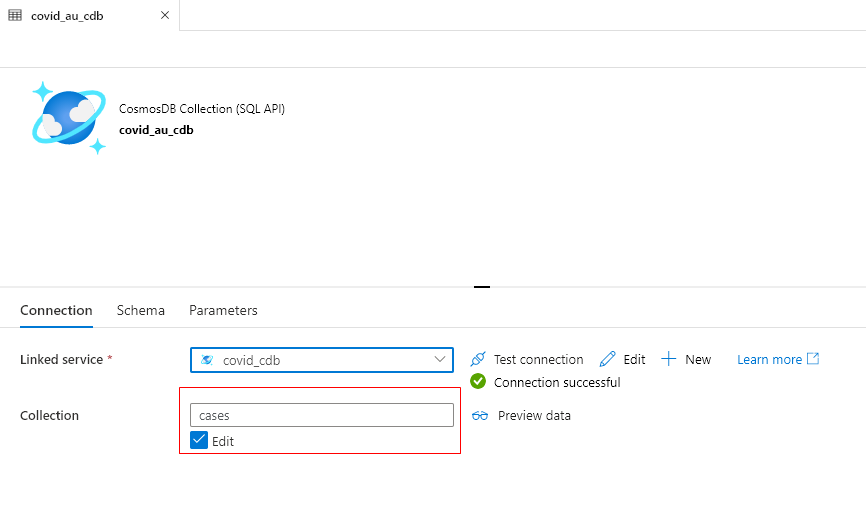 covid_au_cdb
CosmosDB Collection (SQL API)
covid_au_cdb
Connection Schema Parameters
Linked service * covid_cdb Test connection Edit New Learn more
Connection successful
Collection cases Preview data
Edit